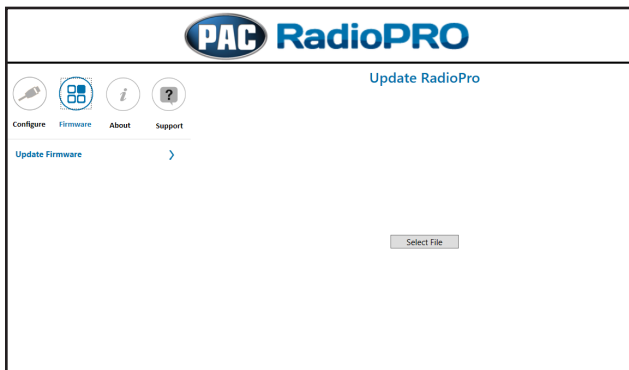 PAC RadioPRO
Update RadioPro
?
Configure Firmware About Support
Update Firmware
Select File